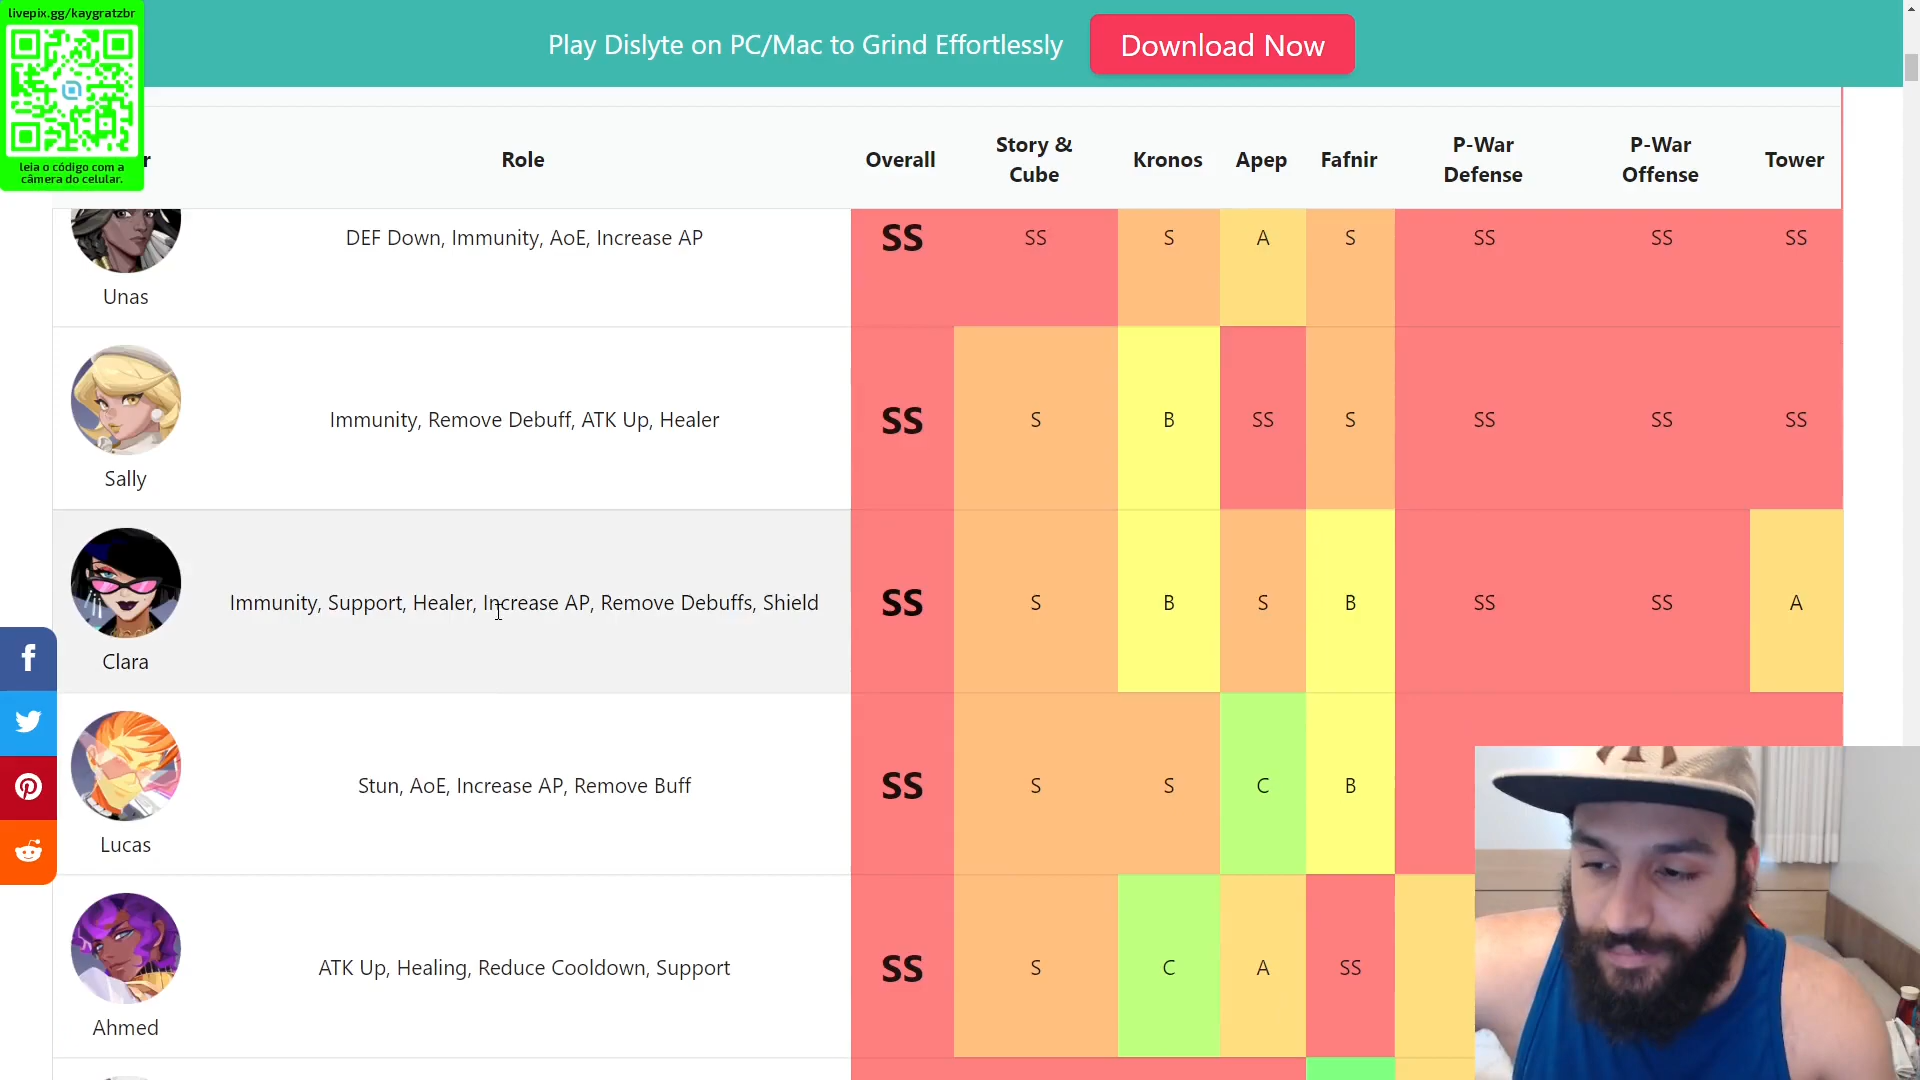 livepix.gg/kaygratzbr
leia o código com a
câmera do celular.
Play Dislyte on PC/Mac to Grind Effortlessly
Download Now
r Role Overall Story & Cube Kronos Apep Fafnir P-War Defense P-War Offense Tower
DEF Down, Immunity, AoE, Increase AP SS SS S A S SS SS SS
Unas
Immunity, Remove Debuff, ATK Up, Healer SS S B SS S SS SS SS
Sally
Immunity, Support, Healer, Increase AP, Remove Debuffs, Shield SS S B S B SS SS A
Clara
Stun, AoE, Increase AP, Remove Buff SS S S C B
Lucas
ATK Up, Healing, Reduce Cooldown, Support SS S C A SS
Ahmed